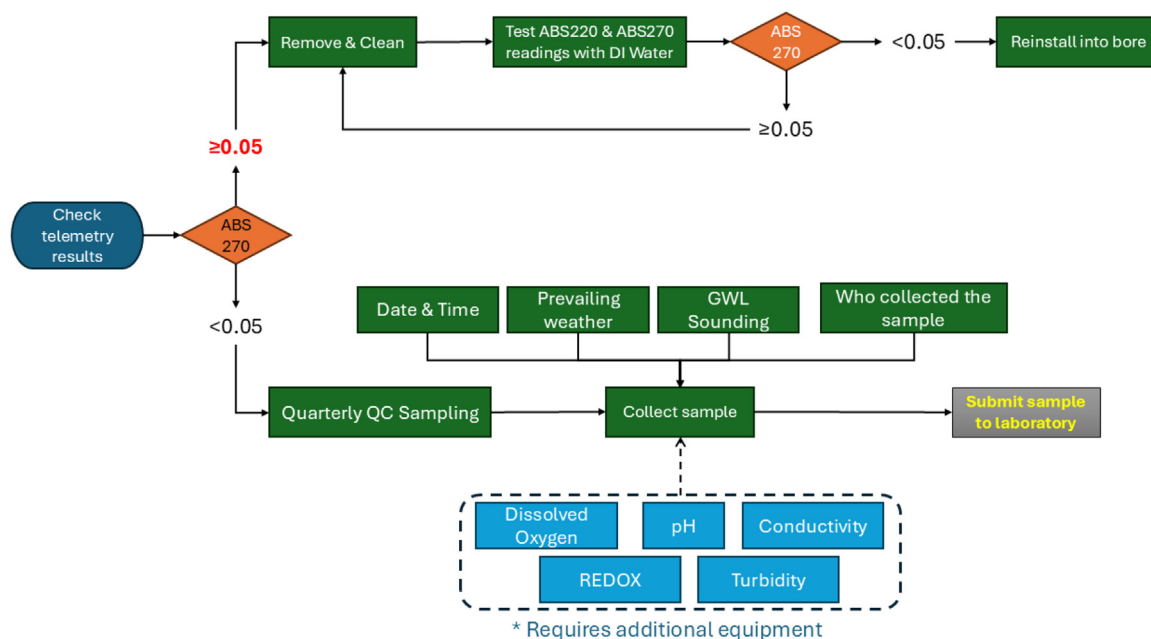 Remove & Clean
Test ABS220 & ABS270
readings with DI Water
ABS
270
<0.05
Reinstall into bore
≥0.05
≥0.05
Check
telemetry
results
ABS
270
<0.05
Date & Time
Prevailing
weather
GWL
Sounding
Who collected the
sample
Quarterly QC Sampling
Collect sample
Submit sample
to laboratory
Dissolved
Oxygen
pH
Conductivity
REDOX
Turbidity
* Requires additional equipment